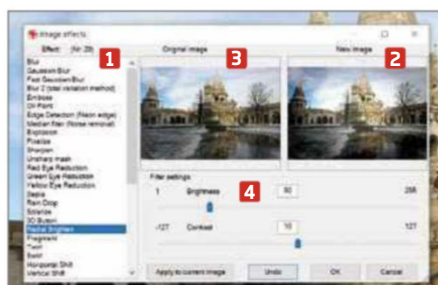 Image effects
Effect: (Nr: 29)
Original image
New image
1
3
2
Blur
Gaussian Blur
Fast Gaussian Blur
Blur 2 (total variation method)
Emboss
Oil Paint
Edge Detection (Neon edge)
Median Filter (Noise removal)
Explosion
Pixelize
Sharpen
Unsharp mask
Red Eye Reduction
Green Eye Reduction
Yellow Eye Reduction
Sepia
Rain Drop
Solarize
3D Button
Radial Brighten
Fragment
Twirl
Swirl
Horizontal Shift
Vertical Shift
Filter settings
4
1 Brightness 80 255
-127 Contrast 10 127
Apply to current image
Undo
OK
Cancel